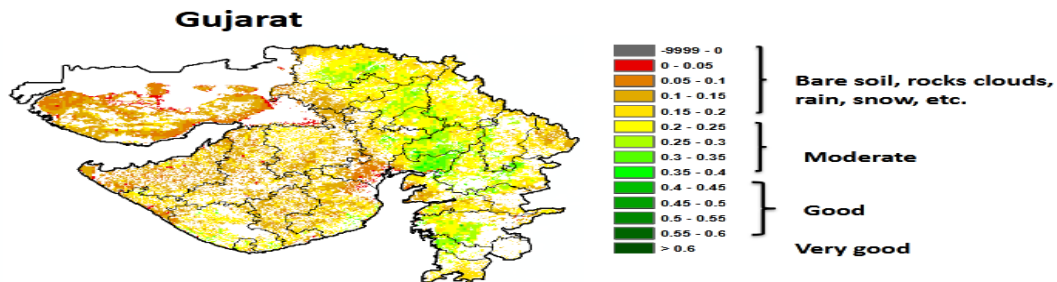 Gujarat
-9999 - 0
0 - 0.05
0.05 - 0.1
0.1 - 0.15
0.15 - 0.2
0.2 - 0.25
0.25 - 0.3
0.3 - 0.35
0.35 - 0.4
0.4 - 0.45
0.45 - 0.5
0.5 - 0.55
0.55 - 0.6
> 0.6
Bare soil, rocks clouds,
rain, snow, etc.
Moderate
Good
Very good